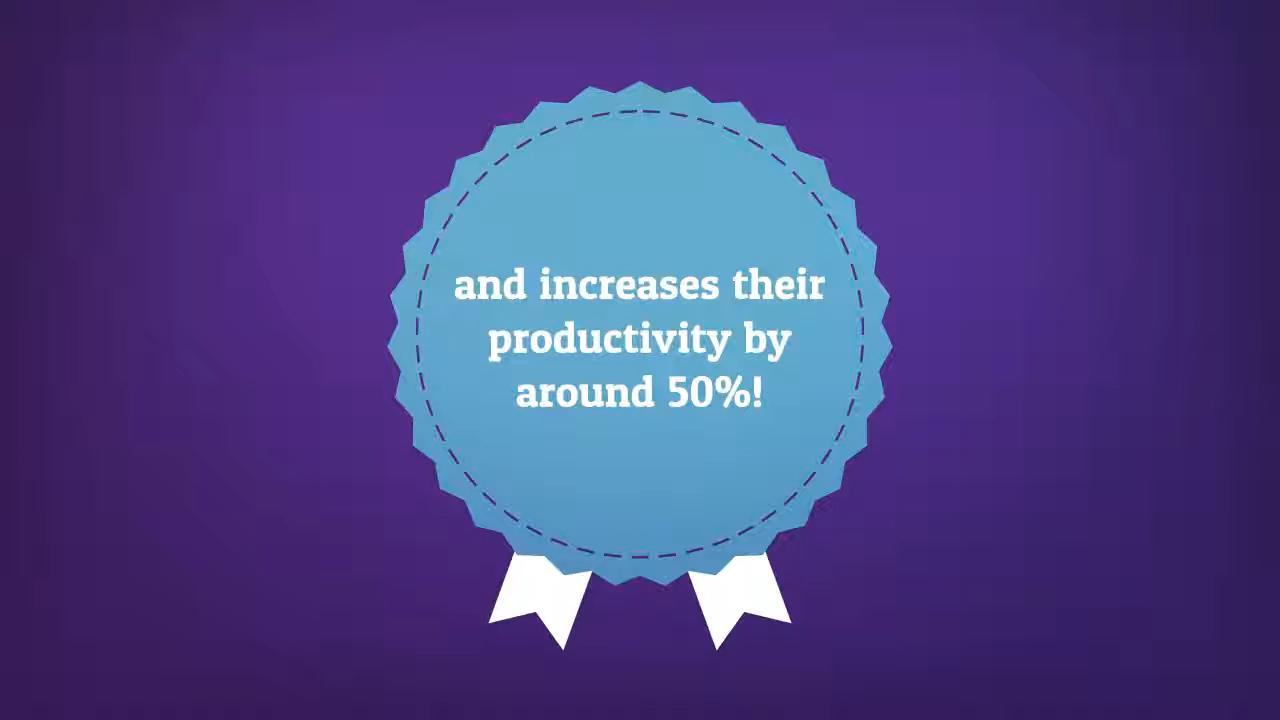 and increases their
productivity by
around 50%!